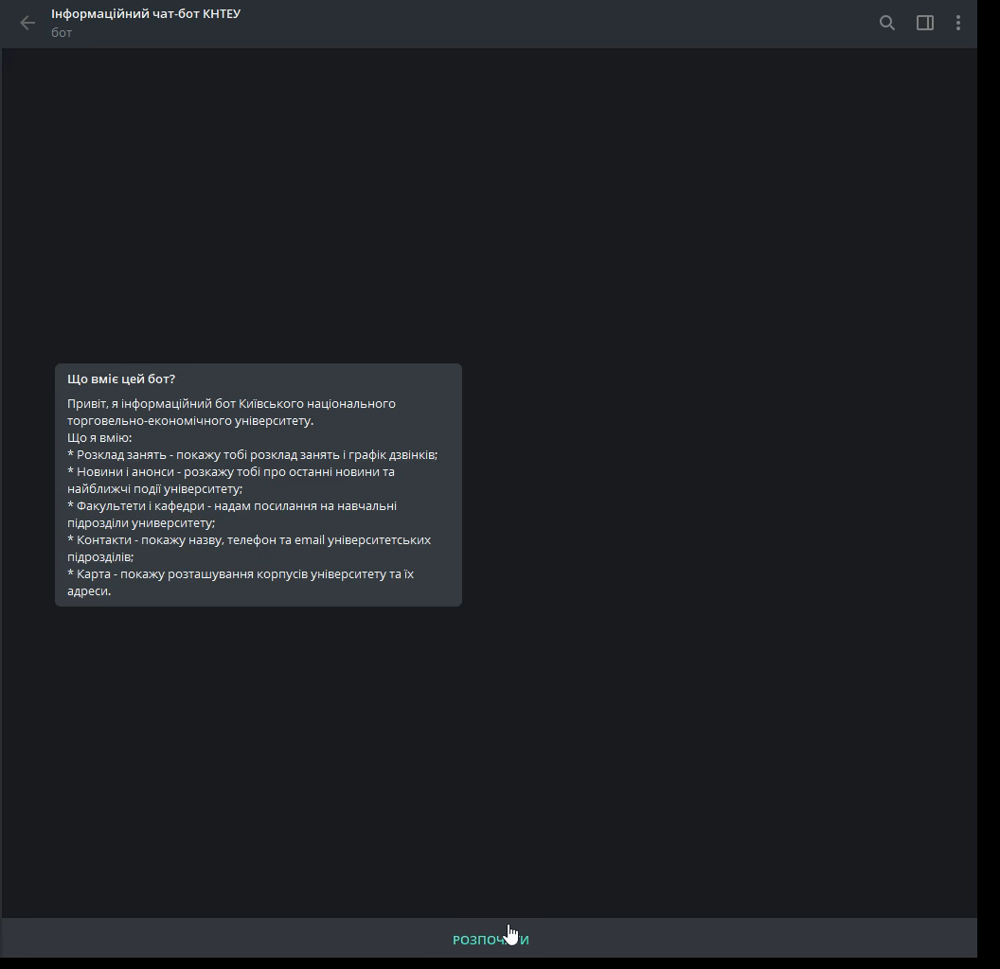 Інформаційний чат-бот КНТЕУ
бот
Що вміє цей бот?
Привіт, я інформаційний бот Київського національного
торговельно-економічного університету.
Що я вмію:
* Розклад занять - покажу тобі розклад занять і графік дзвінків;
* Новини і анонси - розкажу тобі про останні новини та
найближчі події університету;
* Факультети і кафедри - надам посилання на навчальні
підрозділи университету;
* Контакти - покажу назву, телефон та email університетських
підрозділів;
* Карта - покажу розташування корпусів університету та їх
адреси.
РОЗПОЧАТИ